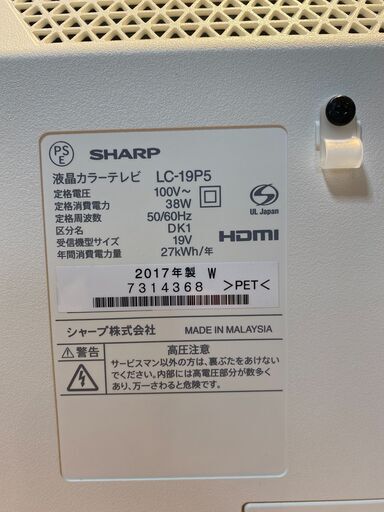 PS
E
SHARP
液晶カラーテレビ LC-19P5
定格電圧 100V~
定格消費電力 38W
定格周波数 50/60Hz
区分名 DK1
受信機型サイズ 19V
年間消費電力量 27kWh/年
S
UL Japan
HDMI
2017年製 W
7314368 >PET<
シャープ株式会社 MADE IN MALAYSIA
警告 高圧注意
サービスマン以外の方は、裏ぶたをあけない
でください。内部には高電圧部分が数多く
あり、万一さわると危険です。